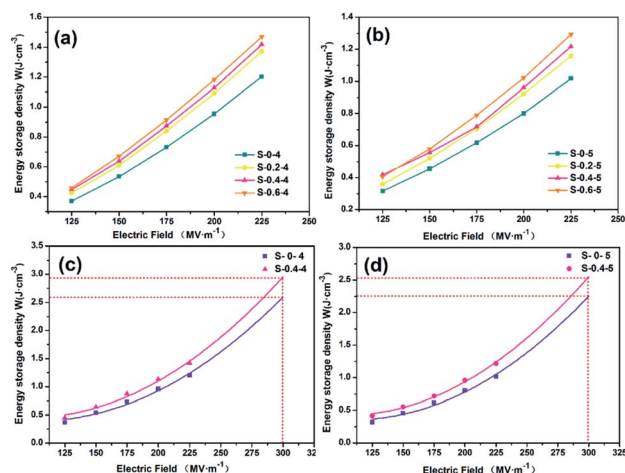 (a)
Energy storage density W(J·cm⁻³)
1.6
1.4
1.2
1.0
0.8
0.6
0.4
S-0-4
S-0.2-4
S-0.4-4
S-0.6-4
125 150 175 200 225 250
Electric Field （MV·m⁻¹）
(b)
Energy storage density W(J·cm⁻³)
1.4
1.2
1.0
0.8
0.6
0.4
0.2
S-0-5
S-0.2-5
S-0.4-5
S-0.6-5
125 150 175 200 225 250
Electric Field （MV·m⁻¹）
(c)
Energy storage density W(J·cm⁻³)
3.5
3.0
2.5
2.0
1.5
1.0
0.5
0.0
S- 0- 4
S-0.4-4
125 150 175 200 225 250 275 300 325
Electric Field （MV·m⁻¹）
(d)
Energy storage density W(J·cm⁻³)
3.0
2.5
2.0
1.5
1.0
0.5
0.0
S- 0- 5
S-0.4-5
125 150 175 200 225 250 275 300 32
Electric Field （MV·m⁻¹）